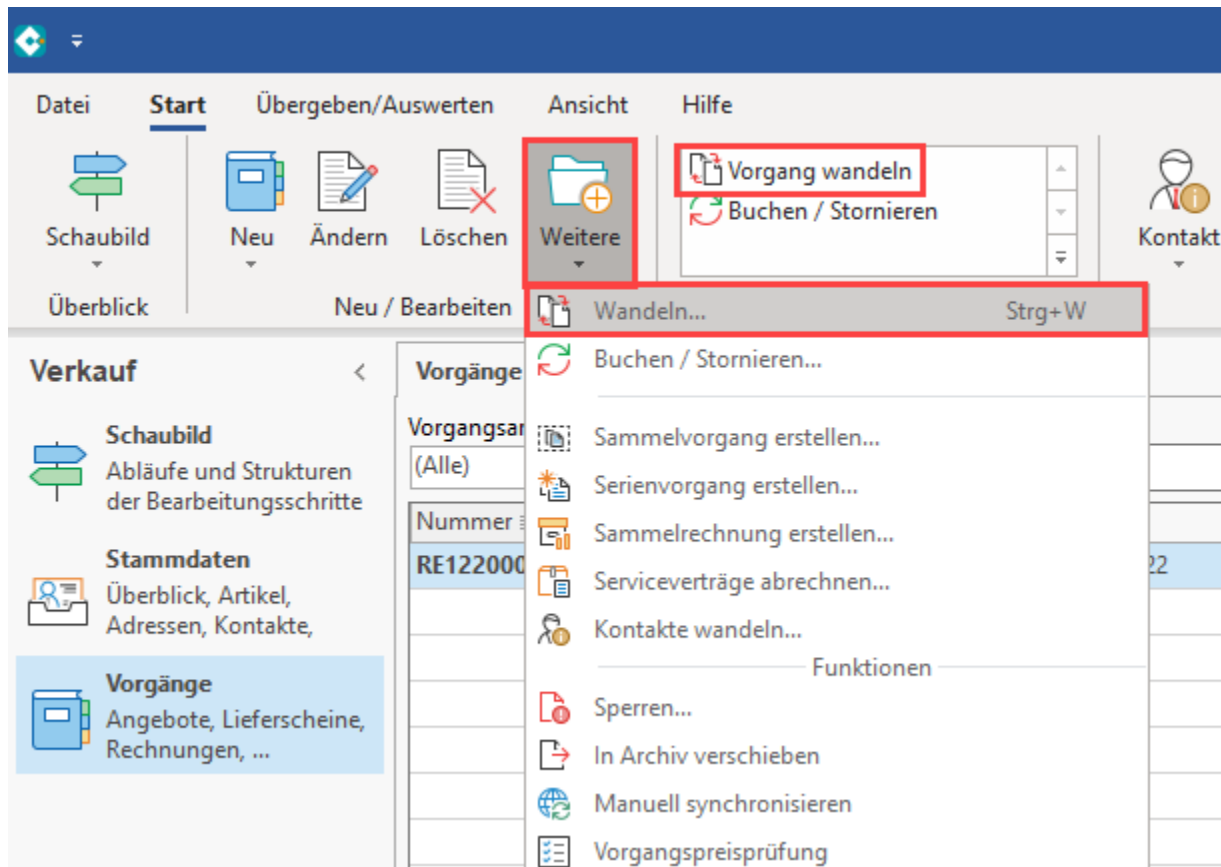 Datei Start Übergeben/Auswerten Ansicht Hilfe
Schaubild Neu Ändern Löschen Weitere
Vorgang wandeln
Buchen / Stornieren
Kontakt
Überblick Neu / Bearbeiten
Wandeln... Strg+W
Buchen / Stornieren...
Sammelvorgang erstellen...
Serienvorgang erstellen...
Sammelrechnung erstellen...
Serviceverträge abrechnen...
Kontakte wandeln...
Funktionen
Sperren...
In Archiv verschieben
Manuell synchronisieren
Vorgangspreisprüfung
Verkauf
Schaubild
Abläufe und Strukturen
der Bearbeitungsschritte
Stammdaten
Überblick, Artikel,
Adressen, Kontakte,
Vorgänge
Angebote, Lieferscheine,
Rechnungen, ...
Vorgänge
Vorgangsar
(Alle)
Nummer
RE122000 22